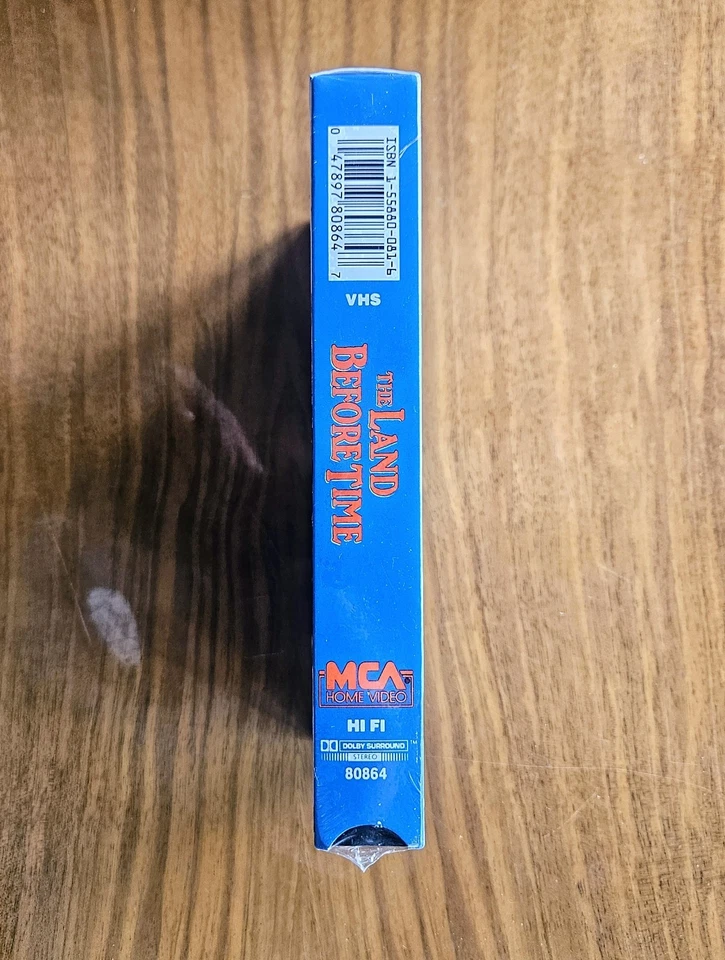 ISBN 1-55880-081-6
0 47897 80864 7
VHS
THE LAND
BEFORE TIME
MCA
HOME VIDEO
HI FI
DOLBY SURROUND™
STEREO
80864